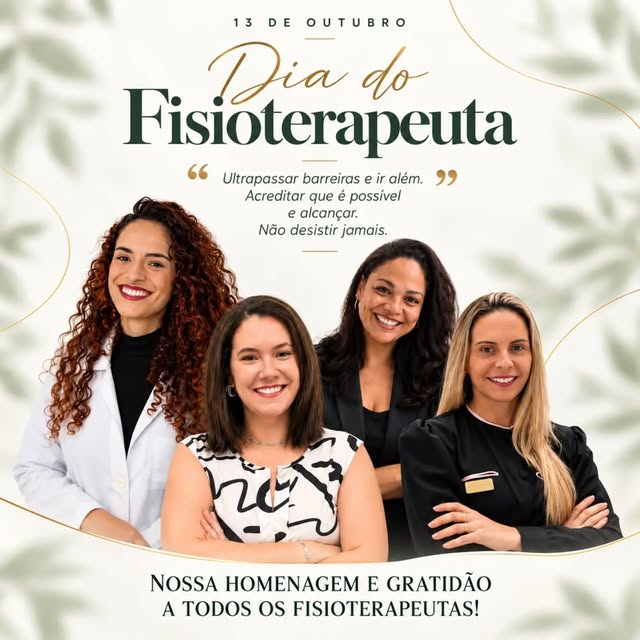 13 DE OUTUBRO
Dia do
Fisioterapeuta
“ Ultrapassar barreiras e ir além. ”
Acreditar que é possível
e alcançar.
Não desistir jamais.
NOSSA HOMENAGEM E GRATIDÃO
A TODOS OS FISIOTERAPEUTAS!